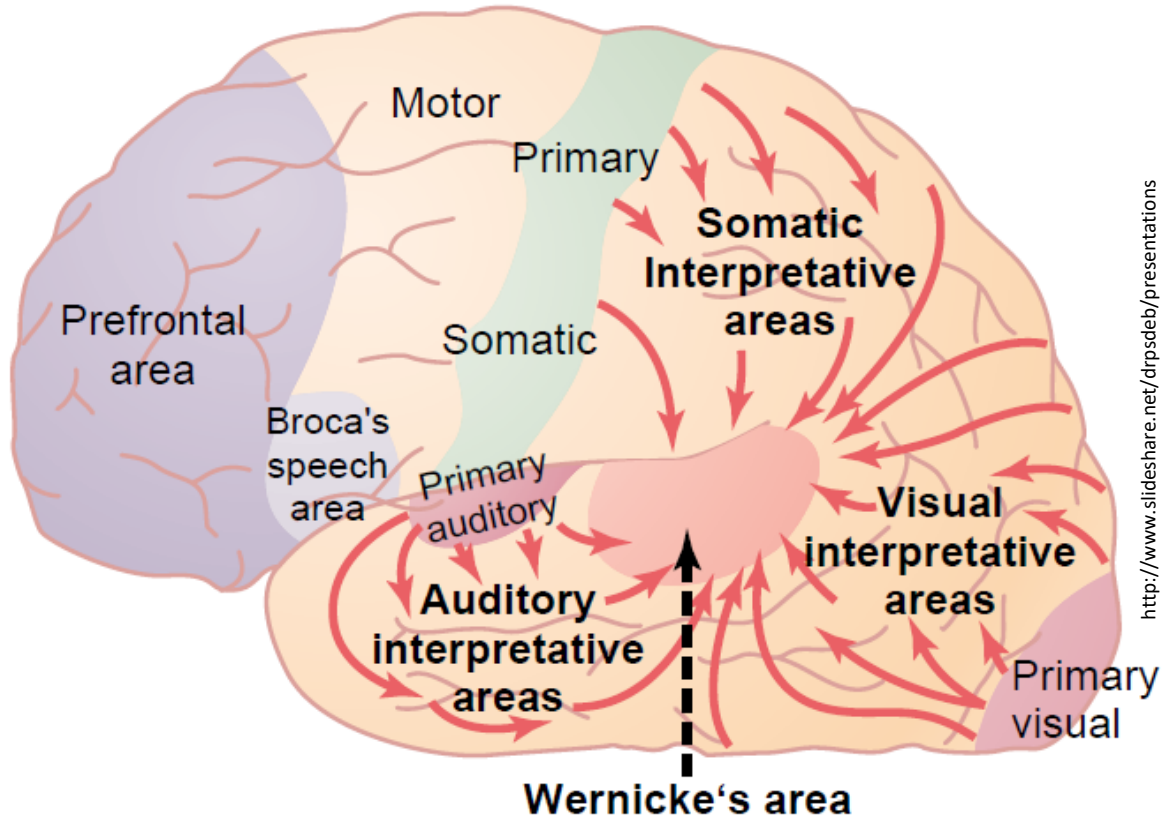 Motor
Primary
Somatic
Interpretative
areas
Prefrontal
area
Somatic
Broca's
speech
area
Primary
auditory
Visual
interpretative
areas
Auditory
interpretative
areas
Primary
visual
Wernicke‘s area
http://www.slideshare.net/drpsdeb/presentations